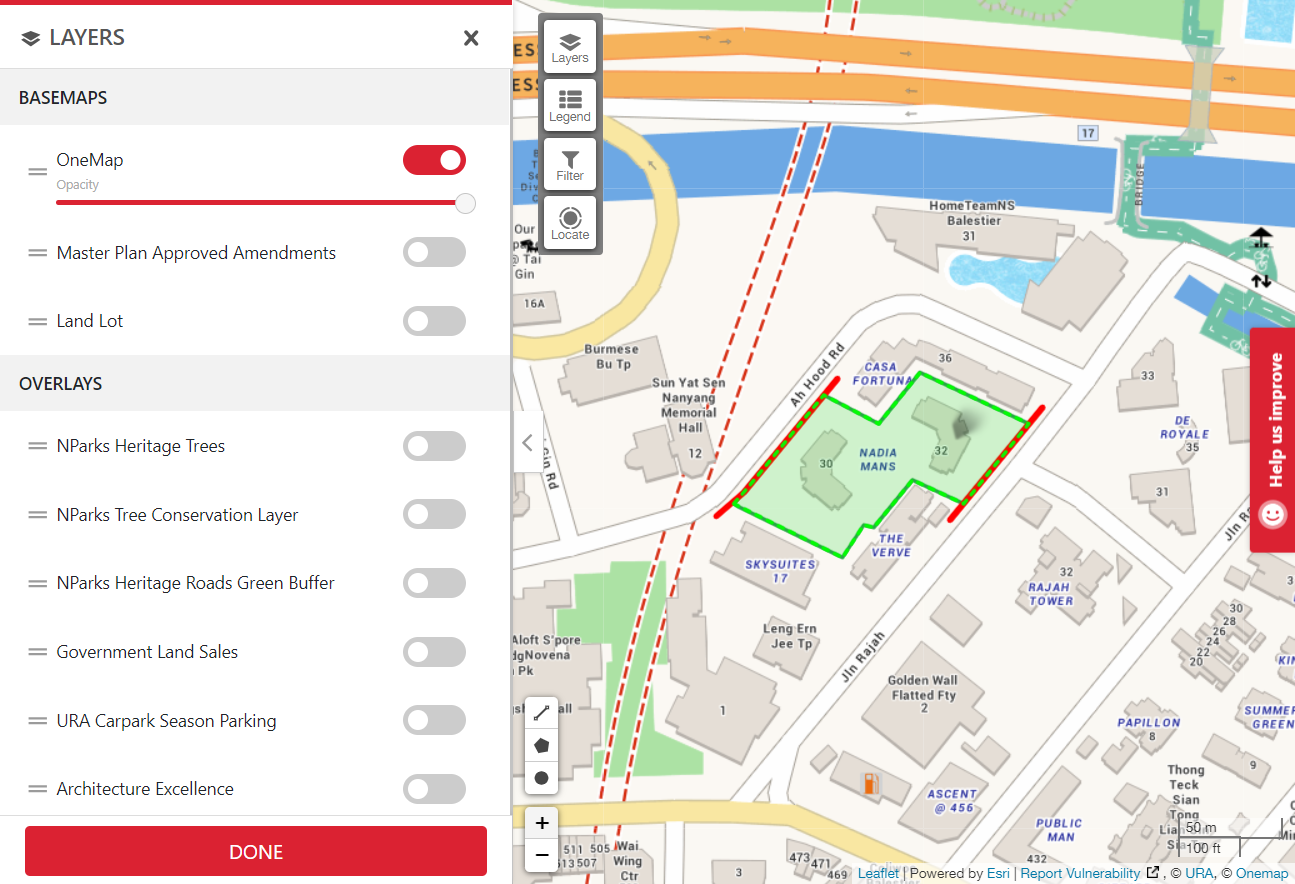 LAYERS
BASEMAPS
OneMap
Opacity
Master Plan Approved Amendments
Land Lot
OVERLAYS
NParks Heritage Trees
NParks Tree Conservation Layer
NParks Heritage Roads Green Buffer
Government Land Sales
URA Carpark Season Parking
Architecture Excellence
DONE
Layers
Legend
Filter
Locate
ESS
ESS
17
BRIDGE
HomeTeamNS
Balestier
31
Our
@ Tai
Gin
16A
Burmese
Bu Tp
Sun Yat Sen
Nanyang
Memorial
Hall
12
Ah Hood Rd
CASA
FORTUNA
36
33
DE
ROYALE
35
31
NADIA
MANS
30
32
Gin Rd
THE
VERVE
SKYSUITES
17
32
RAJAH
TOWER
Jln Rajah
Leng Ern
Jee Tp
Aloft S'pore
Novena
Pk
1
Golden Wall
Flatted Fty
2
30
28
26
24
22
20
PAPILLON
8
SUMMER
GREEN
9
ASCENT
@ 456
Thong
Teck
Sian
Tong
PUBLIC
MAN
432
511 505
513507
Wai
Wing
Ctr
3
473 471
469
Help us improve
+
−
50 m
100 ft
Leaflet | Powered by Esri | Report Vulnerability , © URA, © Onemap